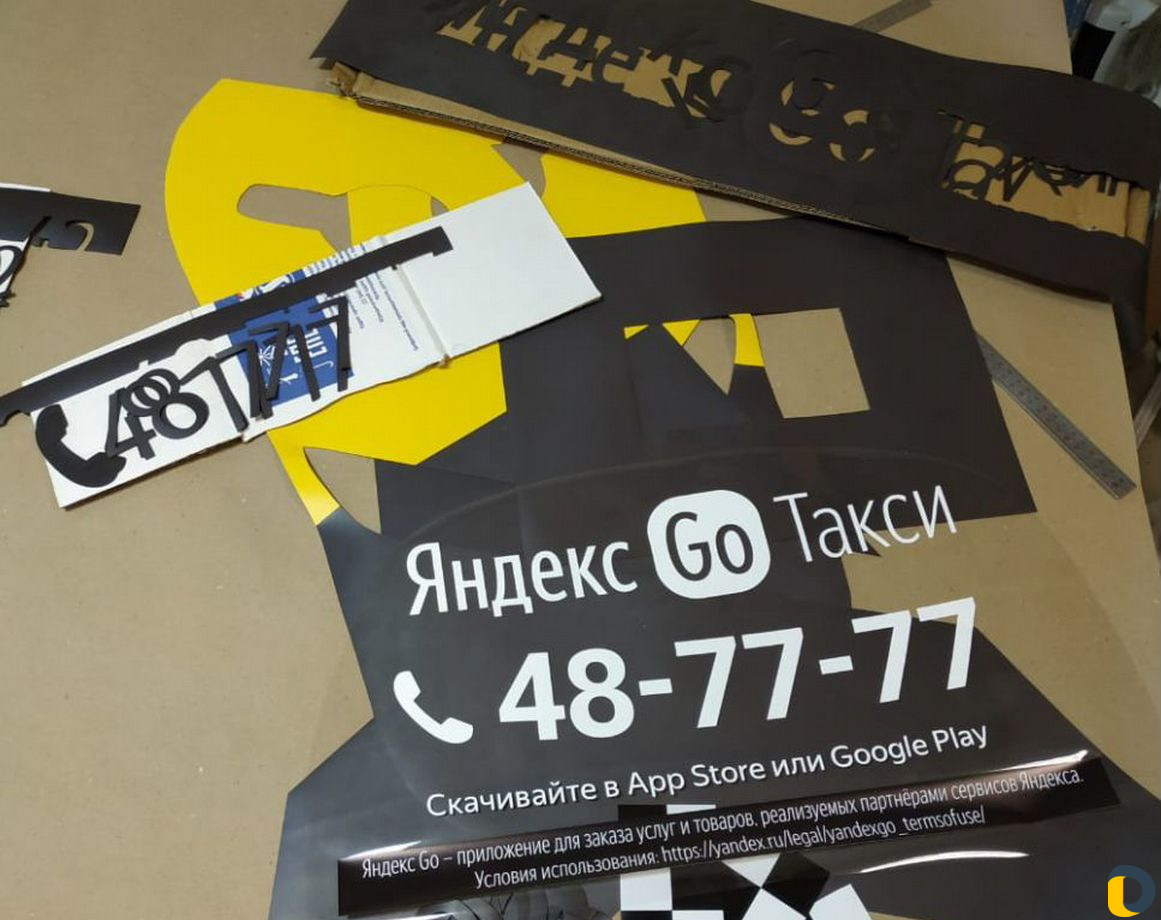 48 77 77
Яндекс Go Такси
48-77-77
Скачивайте в App Store или Google Play
Яндекс Go – приложение для заказа услуг и товаров, реализуемых партнёрами сервисов Яндекса.
Условия использования: https://yandex.ru/legal/yandexgo_termsofuse/